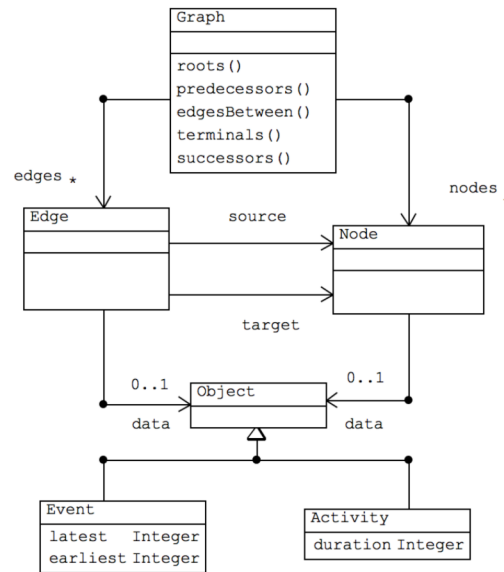 Graph
roots()
predecessors()
edgesBetween()
terminals()
successors()
edges *
nodes
Edge
source
Node
target
0..1
Object
0..1
data
data
Event
latest Integer
earliest Integer
Activity
duration Integer